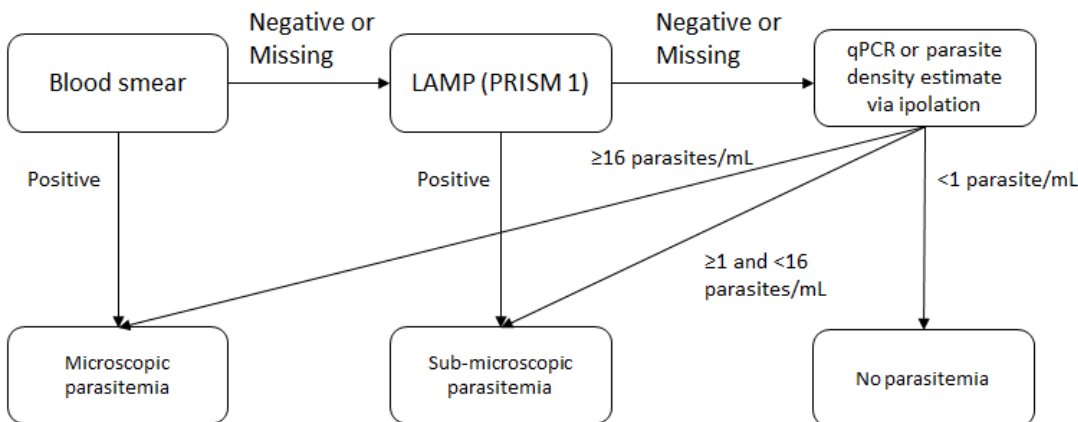 Negative or
Missing
Negative or
Missing
Blood smear
LAMP (PRISM 1)
qPCR or parasite
density estimate
via ipolation
Positive
Positive
≥16 parasites/mL
<1 parasite/mL
≥1 and <16
parasites/mL
Microscopic
parasitemia
Sub-microscopic
parasitemia
No parasitemia